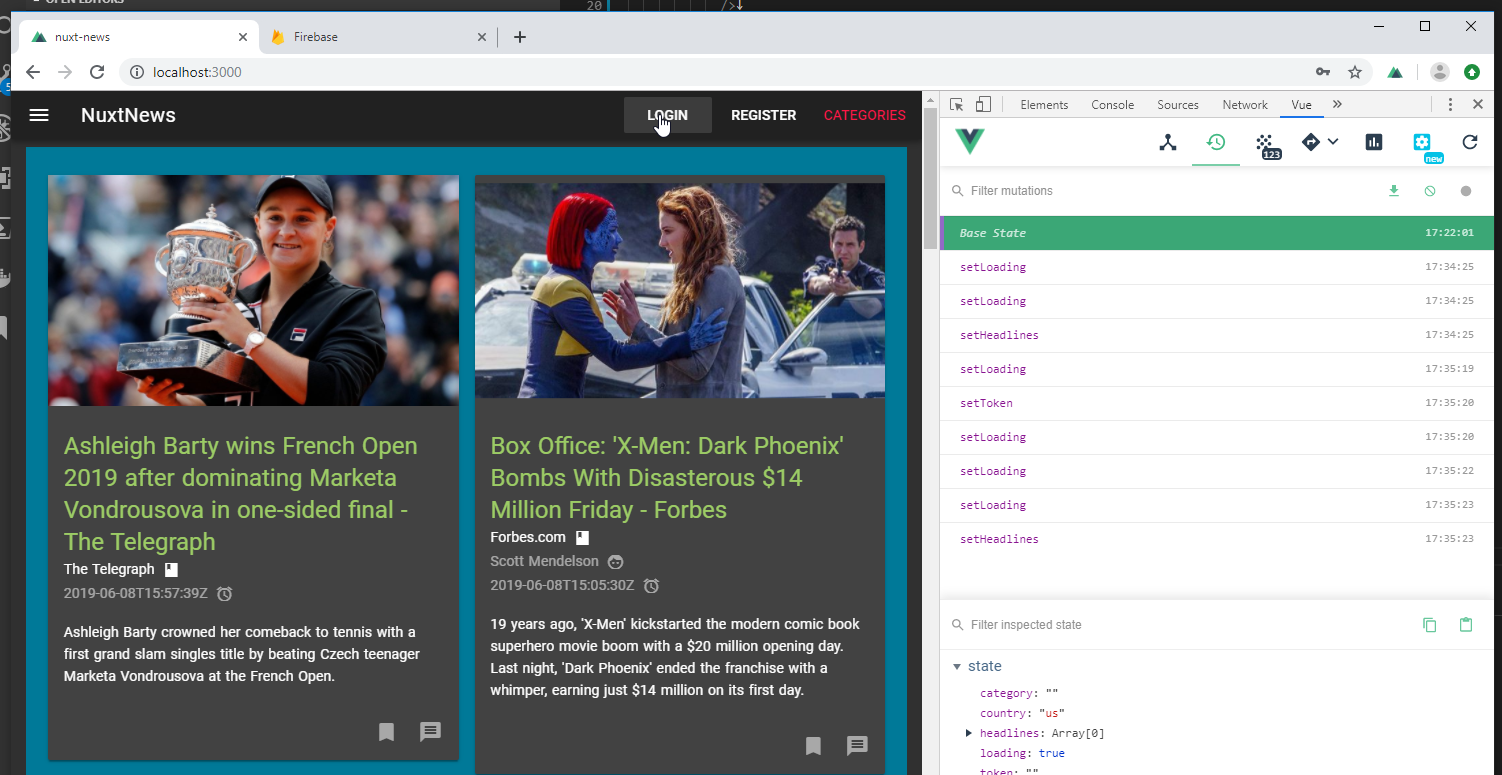 OPEN EDITORS
20 />
nuxt-news
Firebase
localhost:3000
5
NuxtNews
LOGIN
REGISTER
CATEGORIES
Ashleigh Barty wins French Open
2019 after dominating Marketa
Vondrousova in one-sided final -
The Telegraph
The Telegraph
2019-06-08T15:57:39Z
Ashleigh Barty crowned her comeback to tennis with a
first grand slam singles title by beating Czech teenager
Marketa Vondrousova at the French Open.
Box Office: 'X-Men: Dark Phoenix'
Bombs With Disasterous $14
Million Friday - Forbes
Forbes.com
Scott Mendelson
2019-06-08T15:05:30Z
19 years ago, 'X-Men' kickstarted the modern comic book
superhero movie boom with a $20 million opening day.
Last night, 'Dark Phoenix' ended the franchise with a
whimper, earning just $14 million on its first day.
Elements Console Sources Network Vue »
123
new
Filter mutations
Base State 17:22:01
setLoading 17:34:25
setLoading 17:34:25
setHeadlines 17:34:25
setLoading 17:35:19
setToken 17:35:20
setLoading 17:35:20
setLoading 17:35:22
setLoading 17:35:23
setHeadlines 17:35:23
Filter inspected state
state
category: ""
country: "us"
headlines: Array[0]
loading: true
token: ""